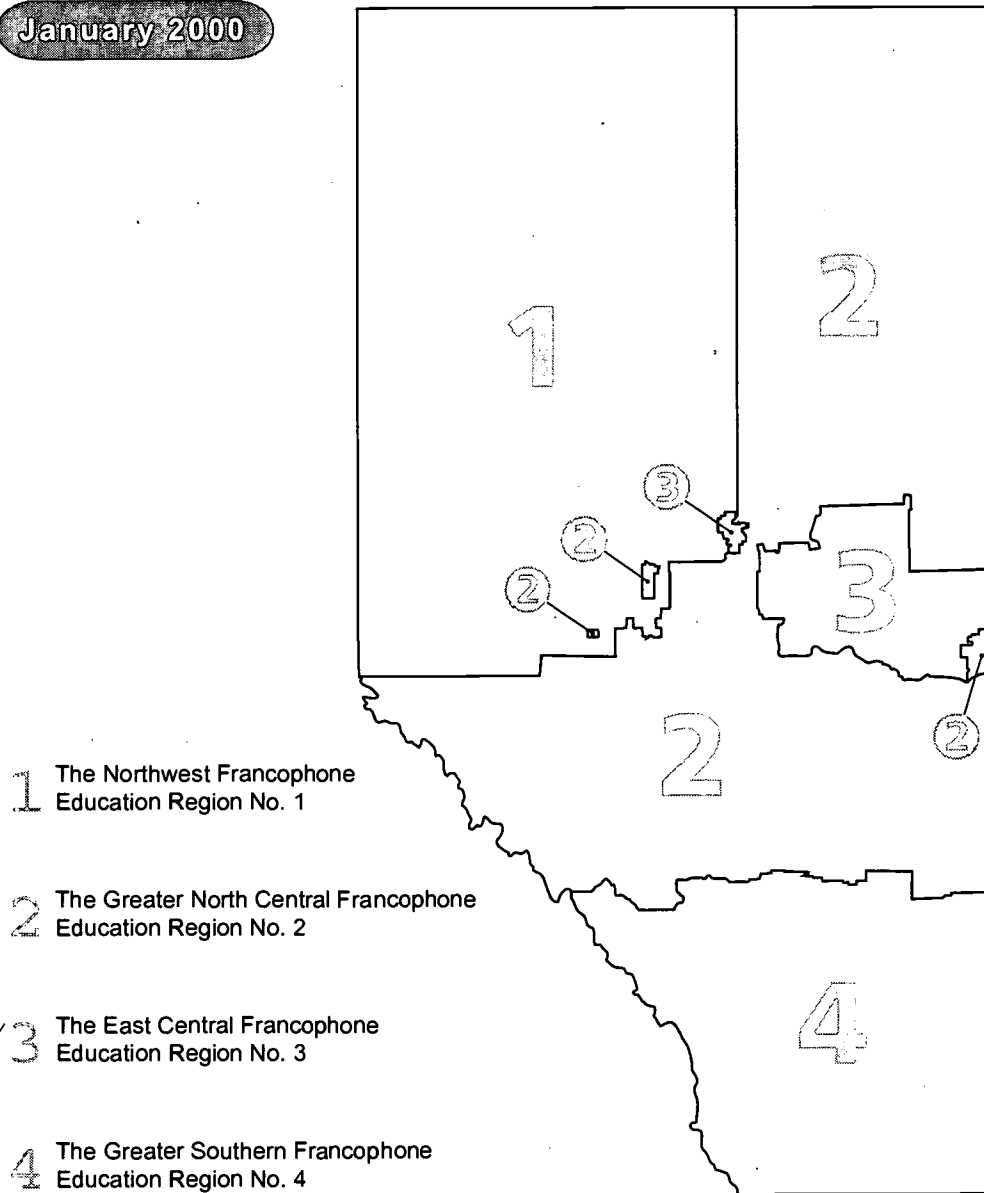 January 2000
1
2
3
2
2
3
2
2
4
1 The Northwest Francophone
Education Region No. 1
2 The Greater North Central Francophone
Education Region No. 2
3 The East Central Francophone
Education Region No. 3
4 The Greater Southern Francophone
Education Region No. 4